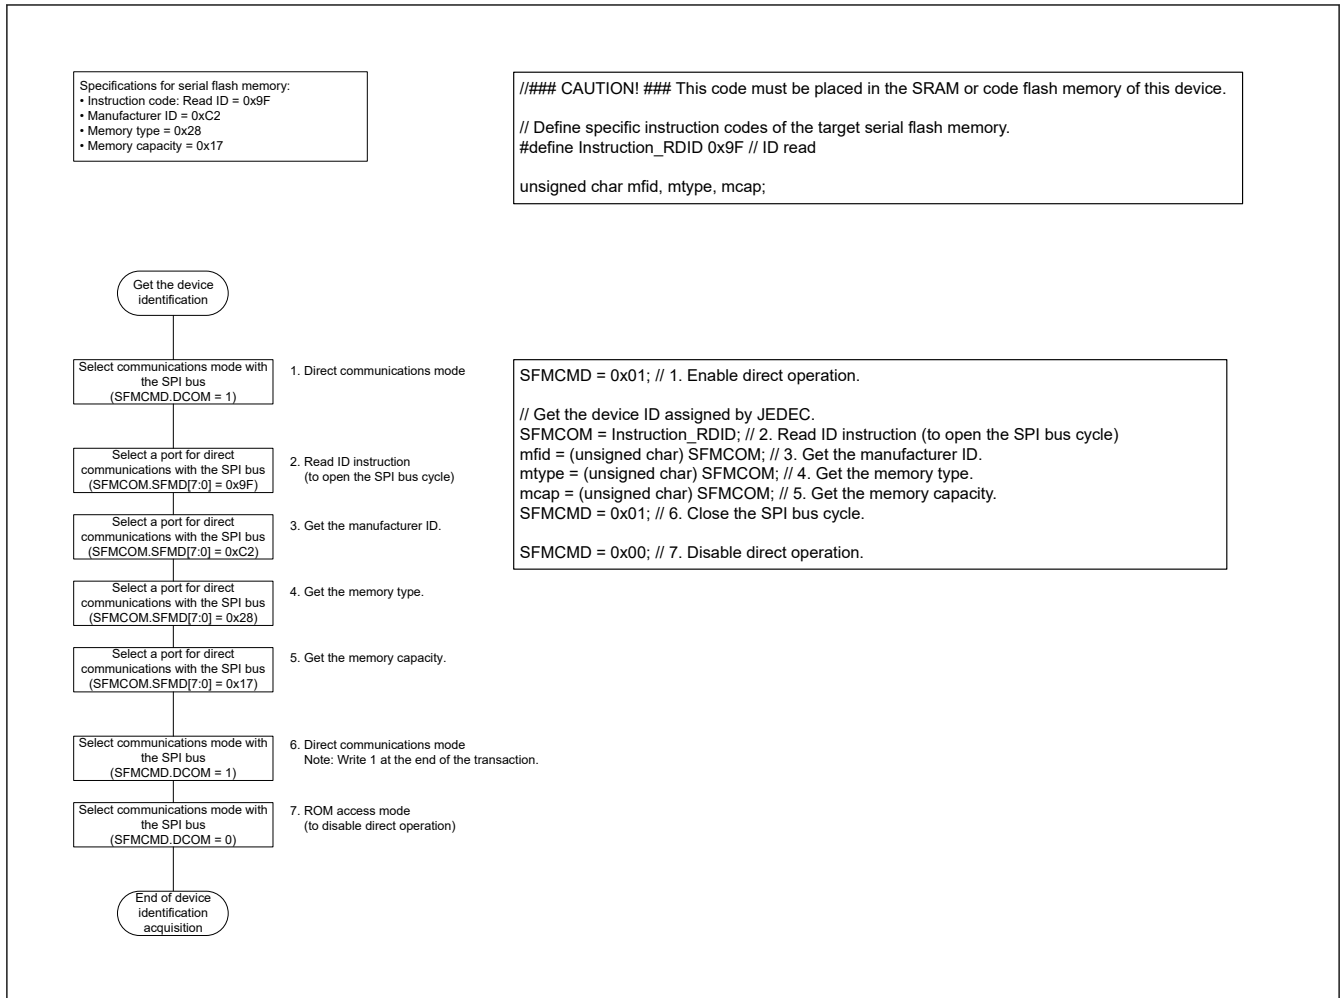 Specifications for serial flash memory:
• Instruction code: Read ID = 0x9F
• Manufacturer ID = 0xC2
• Memory type = 0x28
• Memory capacity = 0x17
//### CAUTION! ### This code must be placed in the SRAM or code flash memory of this device.
// Define specific instruction codes of the target serial flash memory.
#define Instruction_RDID 0x9F // ID read
unsigned char mfid, mtype, mcap;
Get the device
identification
Select communications mode with
the SPI bus
(SFMCMD.DCOM = 1)
1. Direct communications mode
Select a port for direct
communications with the SPI bus
(SFMCOM.SFMD[7:0] = 0x9F)
2. Read ID instruction
(to open the SPI bus cycle)
Select a port for direct
communications with the SPI bus
(SFMCOM.SFMD[7:0] = 0xC2)
3. Get the manufacturer ID.
Select a port for direct
communications with the SPI bus
(SFMCOM.SFMD[7:0] = 0x28)
4. Get the memory type.
Select a port for direct
communications with the SPI bus
(SFMCOM.SFMD[7:0] = 0x17)
5. Get the memory capacity.
Select communications mode with
the SPI bus
(SFMCMD.DCOM = 1)
6. Direct communications mode
Note: Write 1 at the end of the transaction.
Select communications mode with
the SPI bus
(SFMCMD.DCOM = 0)
7. ROM access mode
(to disable direct operation)
End of device
identification
acquisition
SFMCMD = 0x01; // 1. Enable direct operation.
// Get the device ID assigned by JEDEC.
SFMCOM = Instruction_RDID; // 2. Read ID instruction (to open the SPI bus cycle)
mfid = (unsigned char) SFMCOM; // 3. Get the manufacturer ID.
mtype = (unsigned char) SFMCOM; // 4. Get the memory type.
mcap = (unsigned char) SFMCOM; // 5. Get the memory capacity.
SFMCMD = 0x01; // 6. Close the SPI bus cycle.
SFMCMD = 0x00; // 7. Disable direct operation.